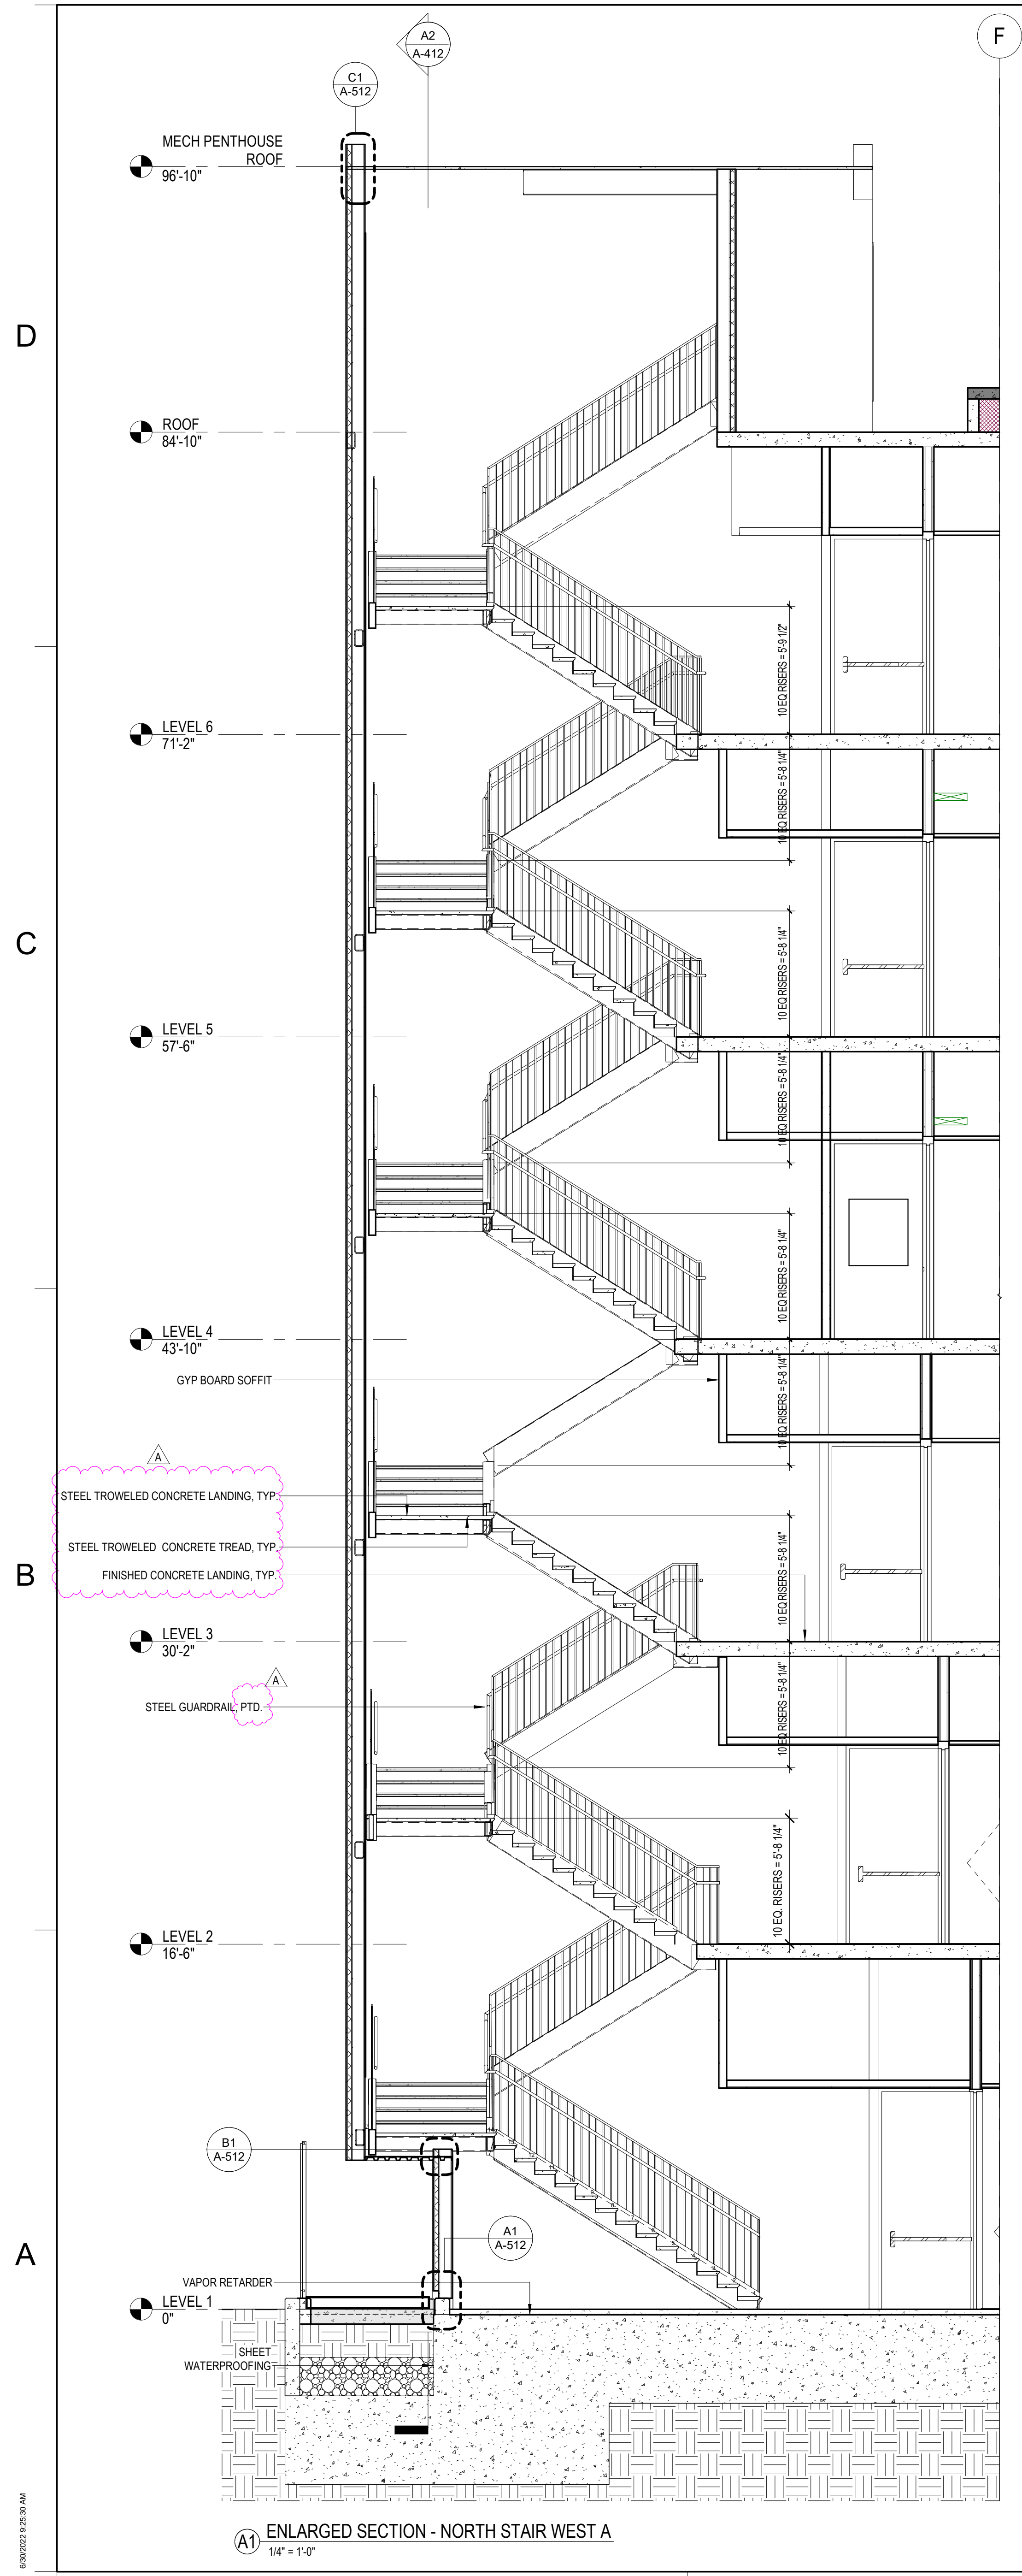 A2
A-412
F
C1
A-512
MECH PENTHOUSE
ROOF
96'-10"
D
ROOF
84'-10"
10 EQ RISERS = 5'-9 1/2"
LEVEL 6
71'-2"
10 EQ RISERS = 5'-8 1/4"
C
10 EQ RISERS = 5'-8 1/4"
LEVEL 5
57'-6"
10 EQ RISERS = 5'-8 1/4"
10 EQ RISERS = 5'-8 1/4"
LEVEL 4
43'-10"
GYP BOARD SOFFIT
10 EQ RISERS = 5'-8 1/4"
A
STEEL TROWELED CONCRETE LANDING, TYP.
STEEL TROWELED CONCRETE TREAD, TYP.
FINISHED CONCRETE LANDING, TYP.
B
10 EQ RISERS = 5'-8 1/4"
LEVEL 3
30'-2"
A
STEEL GUARDRAIL, PTD.
10 EQ RISERS = 5'-8 1/4"
10 EQ. RISERS = 5'-8 1/4"
LEVEL 2
16'-6"
B1
A-512
A1
A-512
A
VAPOR RETARDER
LEVEL 1
0"
SHEET
WATERPROOFING
A1
ENLARGED SECTION - NORTH STAIR WEST A
1/4" = 1'-0"
6/30/2022 9:25:30 AM